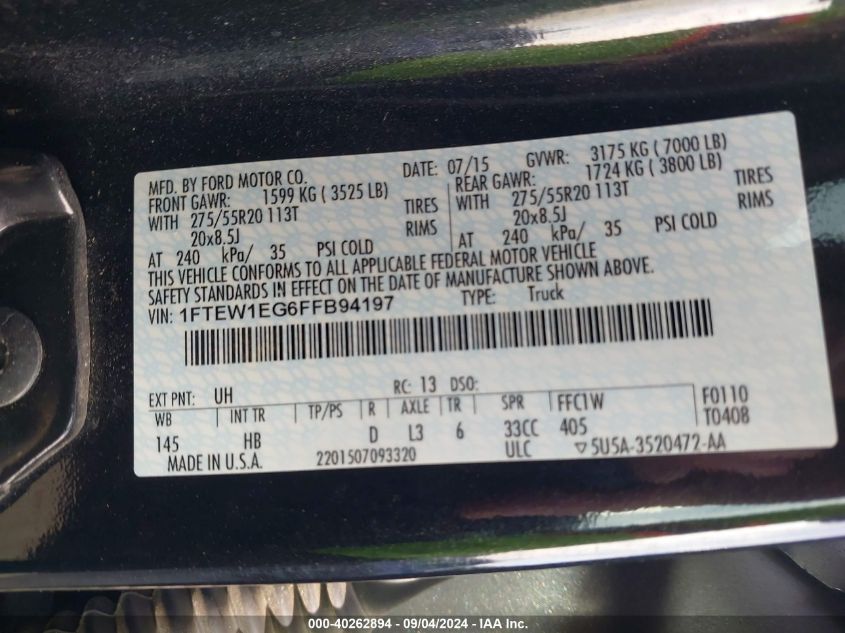 MFD. BY FORD MOTOR CO. DATE: 07/15 GVWR: 3175 KG ( 7000 LB)
FRONT GAWR: 1599 KG ( 3525 LB) REAR GAWR: 1724 KG ( 3800 LB)
WITH 275/55R20 113T TIRES WITH 275/55R20 113T TIRES
20x8.5J RIMS 20x8.5J RIMS
AT 240 kPa/ 35 PSI COLD AT 240 kPa/ 35 PSI COLD
THIS VEHICLE CONFORMS TO ALL APPLICABLE FEDERAL MOTOR VEHICLE
SAFETY STANDARDS IN EFFECT ON THE DATE OF MANUFACTURE SHOWN ABOVE.
VIN: 1FTEW1EG6FFB94197 TYPE: Truck
EXT PNT: UH RC: 13 DSO:
WB INT TR TP/PS R AXLE TR SPR FFC1W F0110
145 HB D L3 6 33CC 405 T0408
MADE IN U.S.A. 2201507093320 ULC ▽5U5A-3520472-AA
000-40262894 - 09/04/2024 - IAA Inc.